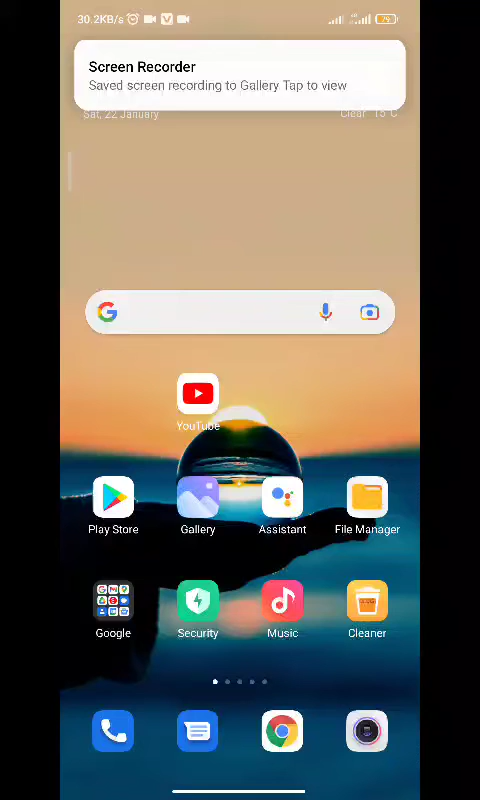 30.2KB/s
79
Screen Recorder
Saved screen recording to Gallery Tap to view
Sat, 22 January
Clear 15°C
YouTube
Play Store
Gallery
Assistant
File Manager
Google
Security
Music
Cleaner